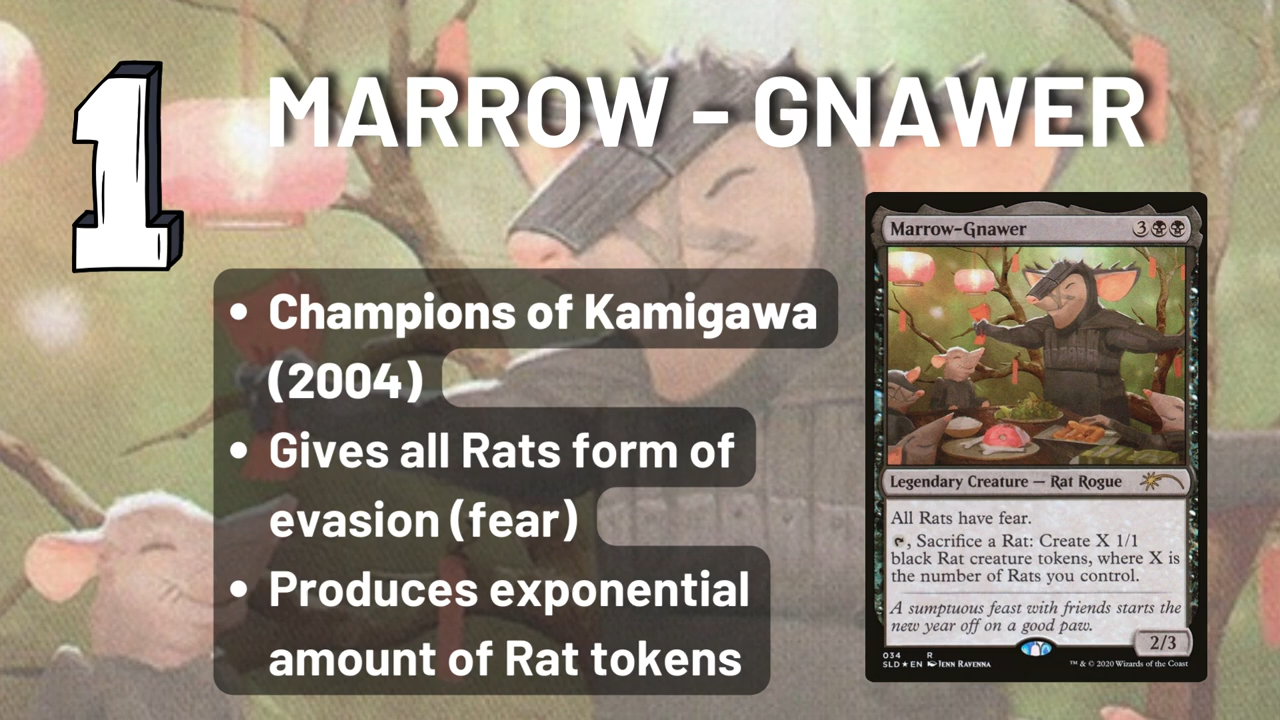 1
MARROW - GNAWER
• Champions of Kamigawa
(2004)
• Gives all Rats form of
evasion (fear)
• Produces exponential
amount of Rat tokens
Marrow-Gnawer 3
Legendary Creature — Rat Rogue
All Rats have fear.
, Sacrifice a Rat: Create X 1/1
black Rat creature tokens, where X is
the number of Rats you control.
A sumptuous feast with friends starts the
new year off on a good paw.
2/3
034 R
SLD ★ EN JENN RAVENNA
™ & © 2020 Wizards of the Coast